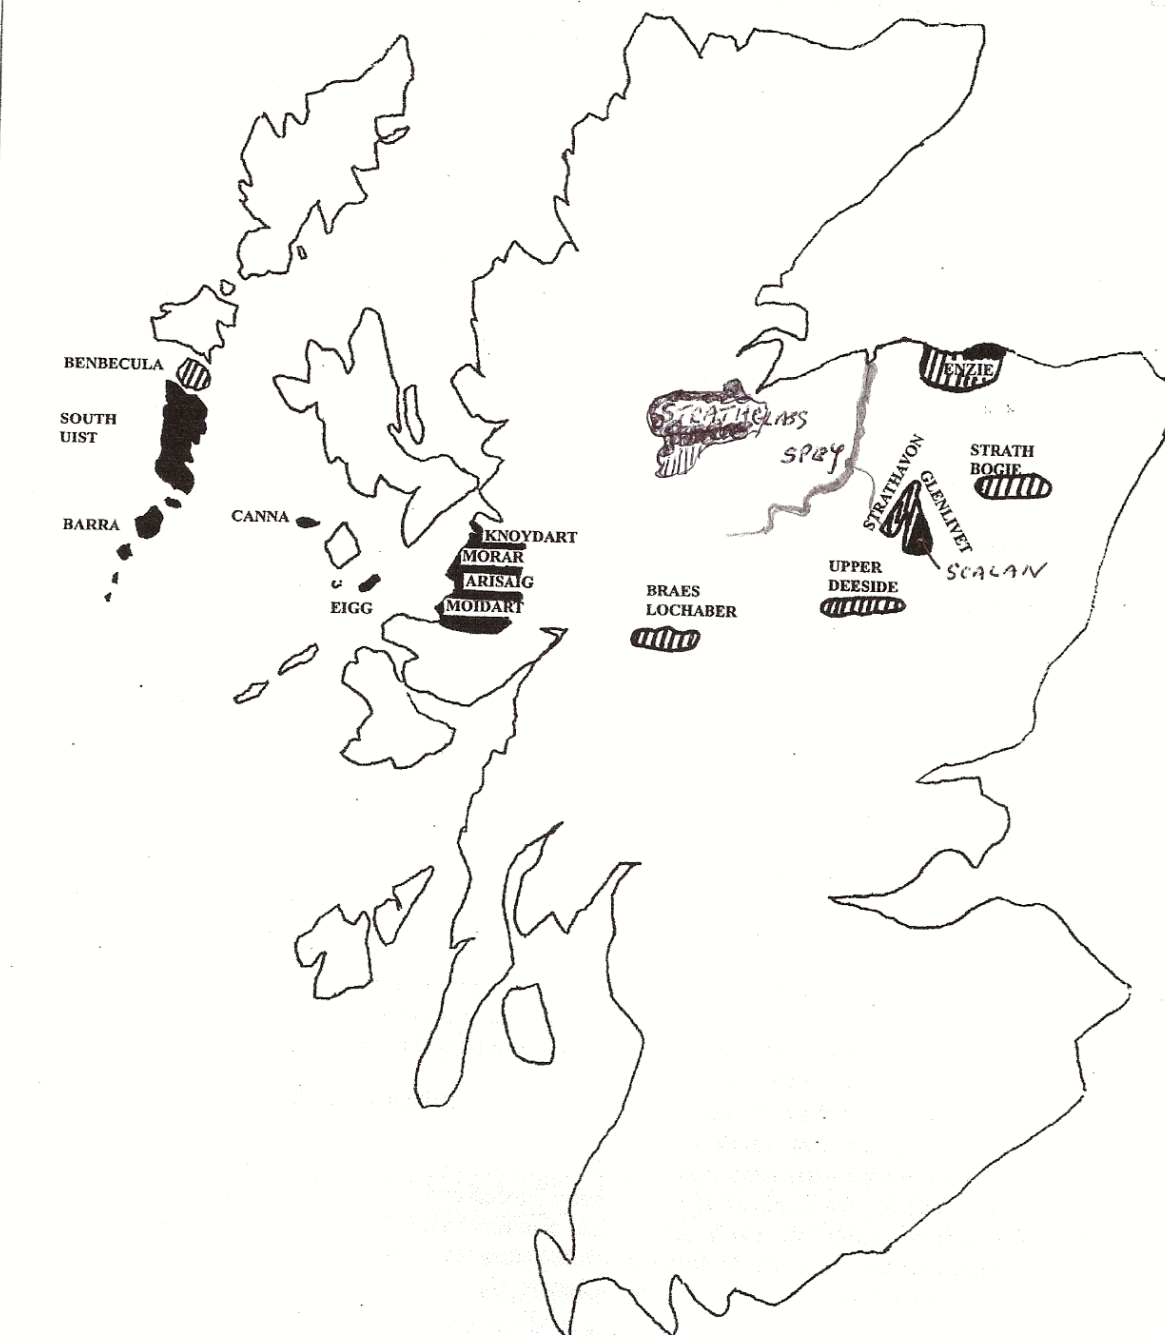 BENBECULA
SOUTH
UIST
BARRA
CANNA
EIGG
KNOYDART
MORAR
ARISAIG
MOIDART
STRATHGLASS
SPEY
ENZIE
STRATHAVON
GLENLIVET
STRATH
BOGIE
SCALAN
UPPER
DEESIDE
BRAES
LOCHABER